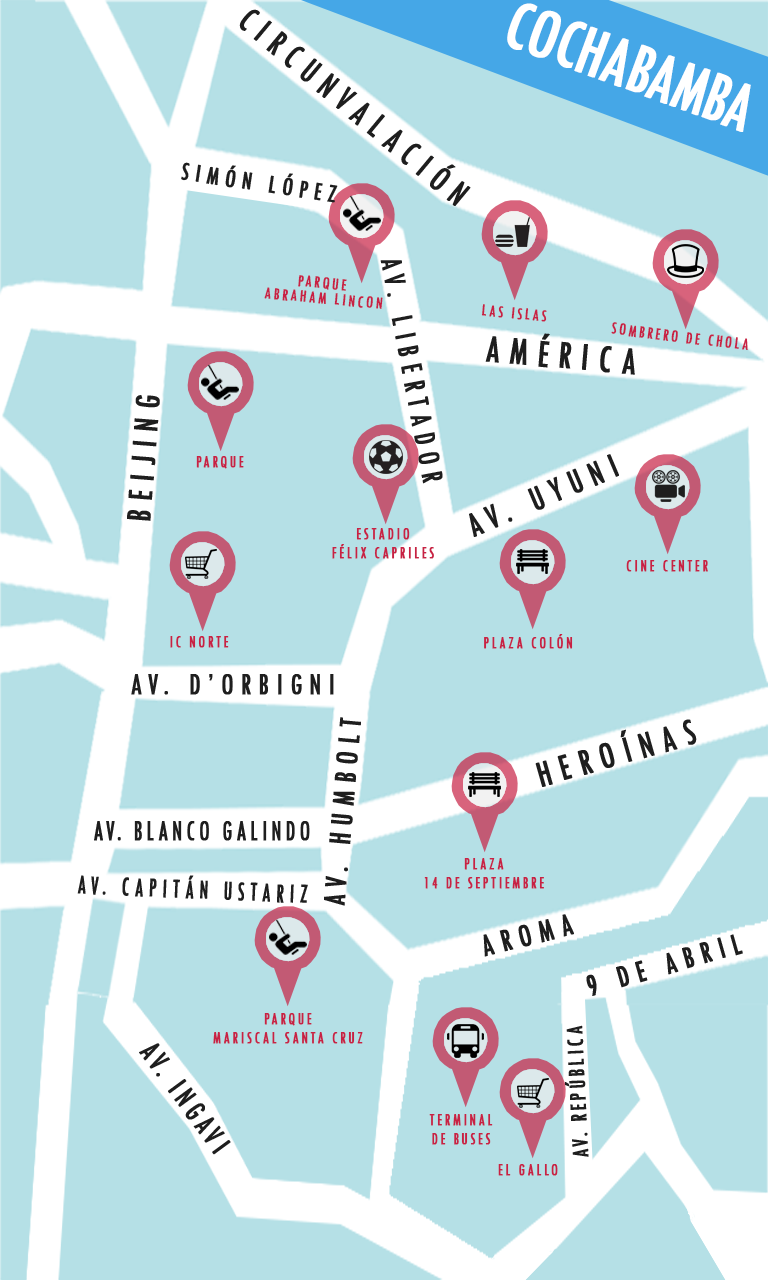 COCHABAMBA
CIRCUNVALACIÓN
SIMÓN LÓPEZ
PARQUE
ABRAHAM LINCON
AV. LIBERTADOR
LAS ISLAS
SOMBRERO DE CHOLA
AMÉRICA
BEIJING
PARQUE
ESTADIO
FÉLIX CAPRILES
AV. UYUNI
CINE CENTER
IC NORTE
PLAZA COLÓN
AV. D'ORBIGNI
AV. HUMBOLT
HEROÍNAS
AV. BLANCO GALINDO
PLAZA
14 DE SEPTIEMBRE
AV. CAPITÁN USTARIZ
AROMA
9 DE ABRIL
PARQUE
MARISCAL SANTA CRUZ
AV. INGAVI
TERMINAL
DE BUSES
AV. REPÚBLICA
EL GALLO